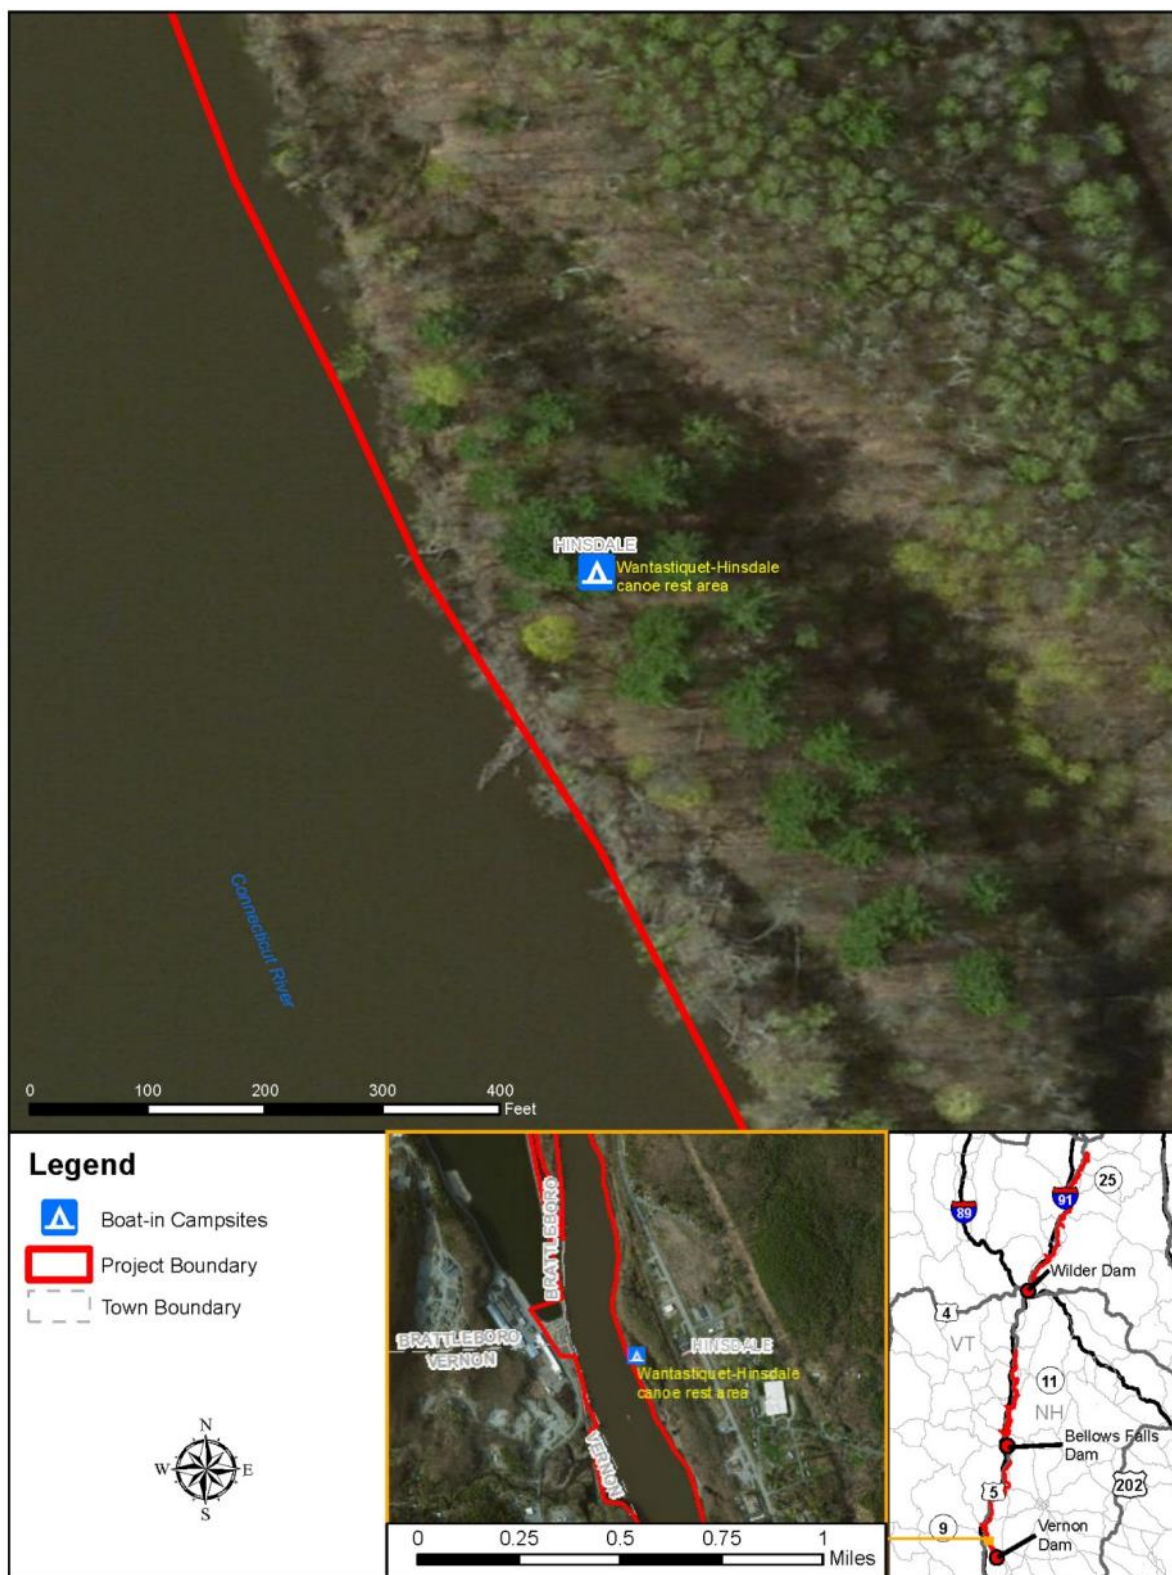 HINSDALE
Wantastiquet-Hinsdale
canoe rest area
Connecticut River
0 100 200 300 400
Feet
Legend
Boat-in Campsites
Project Boundary
Town Boundary
N
W E
S
BRATTLEBORO
BRATTLEBORO
VERNON
HINSDALE
Wantastiquet-Hinsdale
canoe rest area
VERNON
0 0.25 0.5 0.75 1
Miles
25
89
91
Wilder Dam
4
VT
11
NH
Bellows Falls
Dam
5
202
9
Vernon
Dam